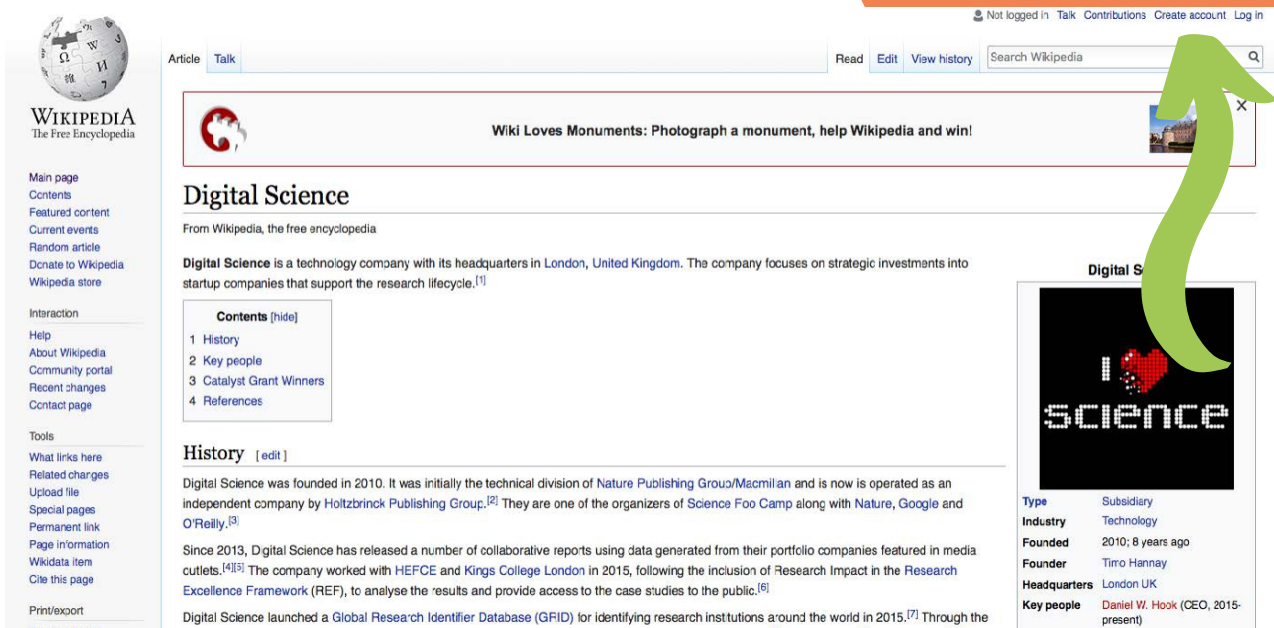 Not logged in Talk Contributions Create account Log in
Article Talk
Read Edit View history Search Wikipedia
WIKIPEDIA
The Free Encyclopedia
Wiki Loves Monuments: Photograph a monument, help Wikipedia and win!
Main page
Contents
Featured content
Current events
Random article
Donate to Wikipedia
Wikipedia store
Interaction
Help
About Wikipedia
Community portal
Recent changes
Contact page
Tools
What links here
Related changes
Upload file
Special pages
Permanent link
Page information
Wikidata item
Cite this page
Print/export
Digital Science
From Wikipedia, the free encyclopedia
Digital Science is a technology company with its headquarters in London, United Kingdom. The company focuses on strategic investments into
startup companies that support the research lifecycle.[1]
Contents [hide]
1 History
2 Key people
3 Catalyst Grant Winners
4 References
History [edit]
Digital Science was founded in 2010. It was initially the technical division of Nature Publishing Group/Macmillan and is now is operated as an
independent company by Holtzbrinck Publishing Group.[2] They are one of the organizers of Science Foo Camp along with Nature, Google and
O'Reilly.[3]
Since 2013, Digital Science has released a number of collaborative reports using data generated from their portfolio companies featured in media
outlets.[4][5] The company worked with HEFCE and Kings College London in 2015, following the inclusion of Research Impact in the Research
Excellence Framework (REF), to analyse the results and provide access to the case studies to the public.[6]
Digital Science launched a Global Research Identifier Database (GRID) for identifying research institutions around the world in 2015.[7] Through the
Digital
I
science
Type Subsidiary
Industry Technology
Founded 2010; 8 years ago
Founder Timo Hannay
Headquarters London UK
Key people Daniel W. Hook (CEO, 2015-
present)